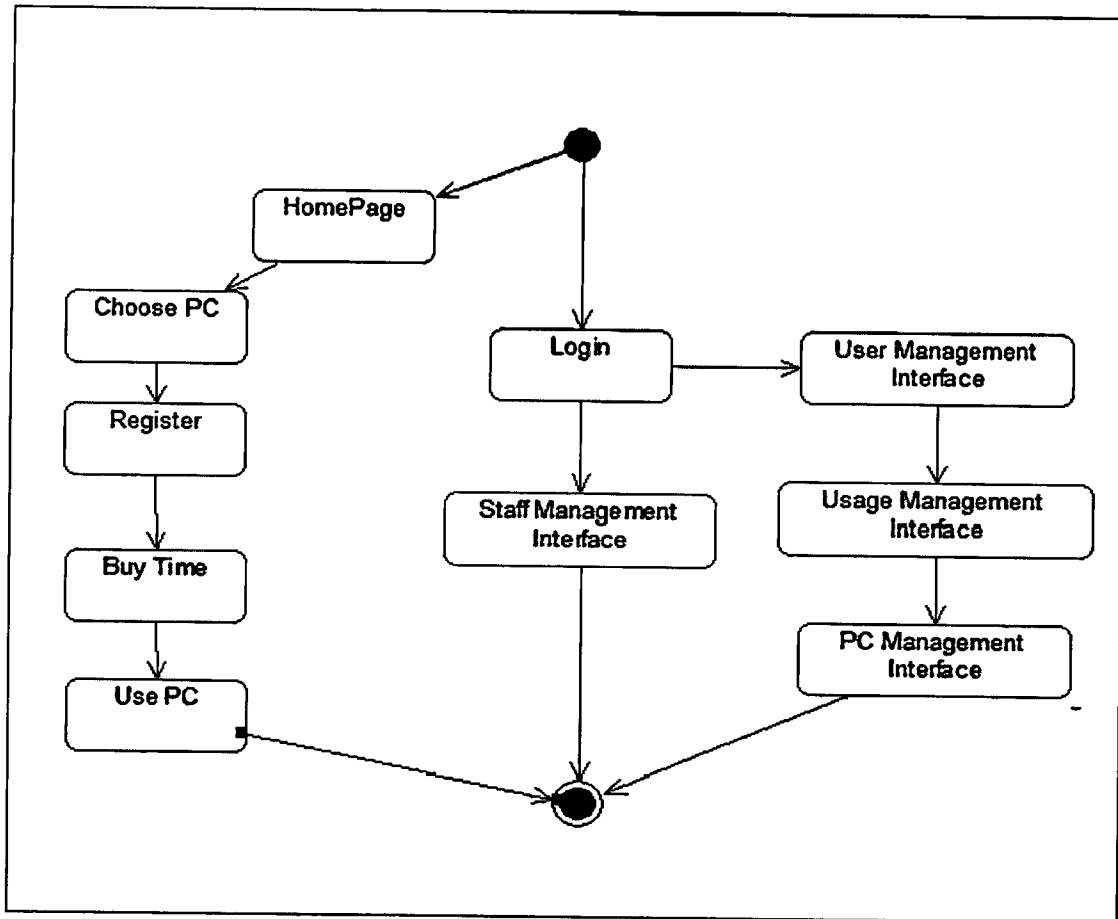 HomePage
Choose PC
Register
Buy Time
Use PC
Login
Staff Management
Interface
User Management
Interface
Usage Management
Interface
PC Management
Interface